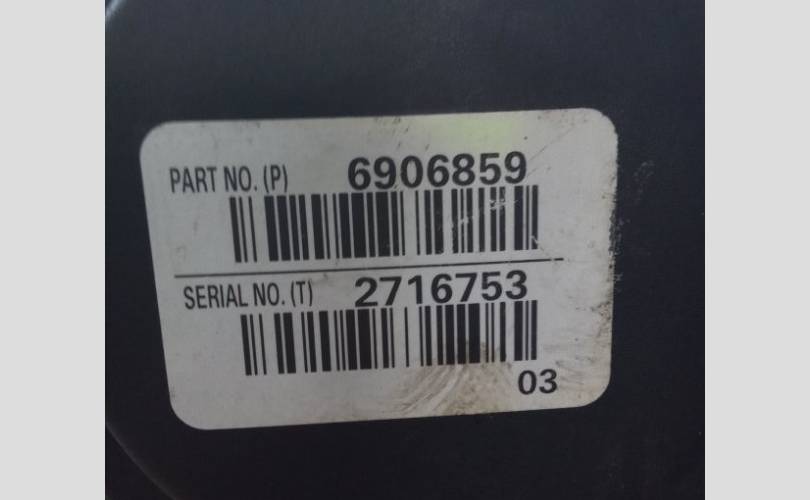 PART NO. (P) 6906859
SERIAL NO. (T) 2716753
03